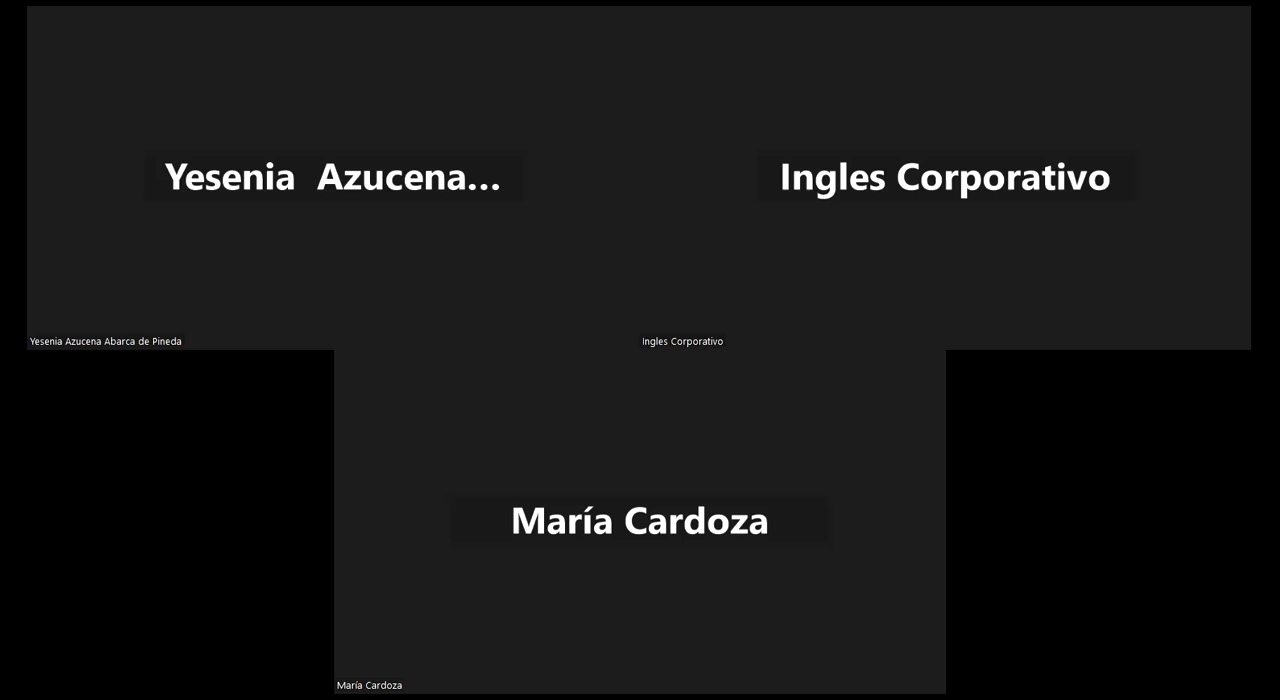 Yesenia  Azucena...
Ingles Corporativo
Yesenia Azucena Abarca de Pineda
Ingles Corporativo
María Cardoza
María Cardoza